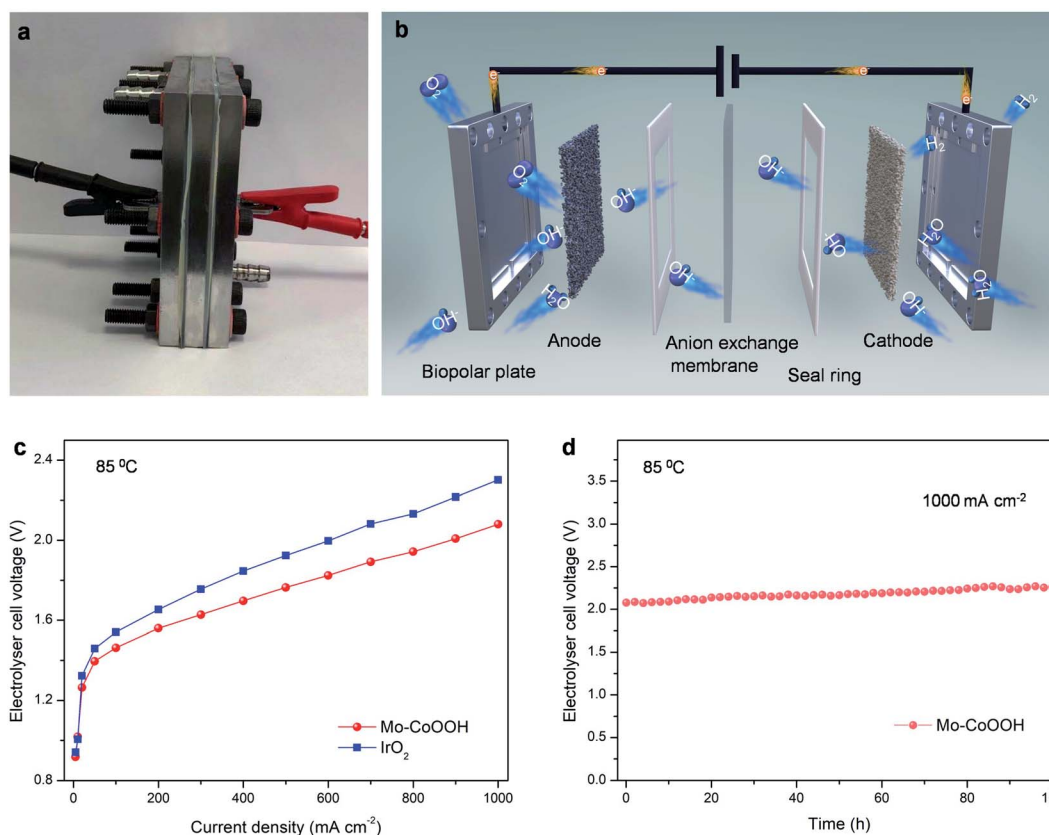 a
b
e⁻
e⁻
e⁻
e⁻
O₂
H₂
H₂
O₂
OH⁻
OH⁻
OH⁻
HO
H₂O
H₂O
OH⁻
OH⁻
H₂O
OH⁻
OH⁻
Anode
Anion exchange
membrane
Cathode
Biopolar plate
Seal ring
c
85 ⁰C
2.4
2.0
1.6
1.2
0.8
Electrolyser cell voltage (V)
Mo-CoOOH
IrO₂
0
200
400
600
800
1000
Current density (mA cm⁻²)
d
85 ⁰C
1000 mA cm⁻²
3.5
3.0
2.5
2.0
1.5
1.0
0.5
0.0
Electrolyser cell voltage (V)
Mo-CoOOH
0
20
40
60
80
Time (h)